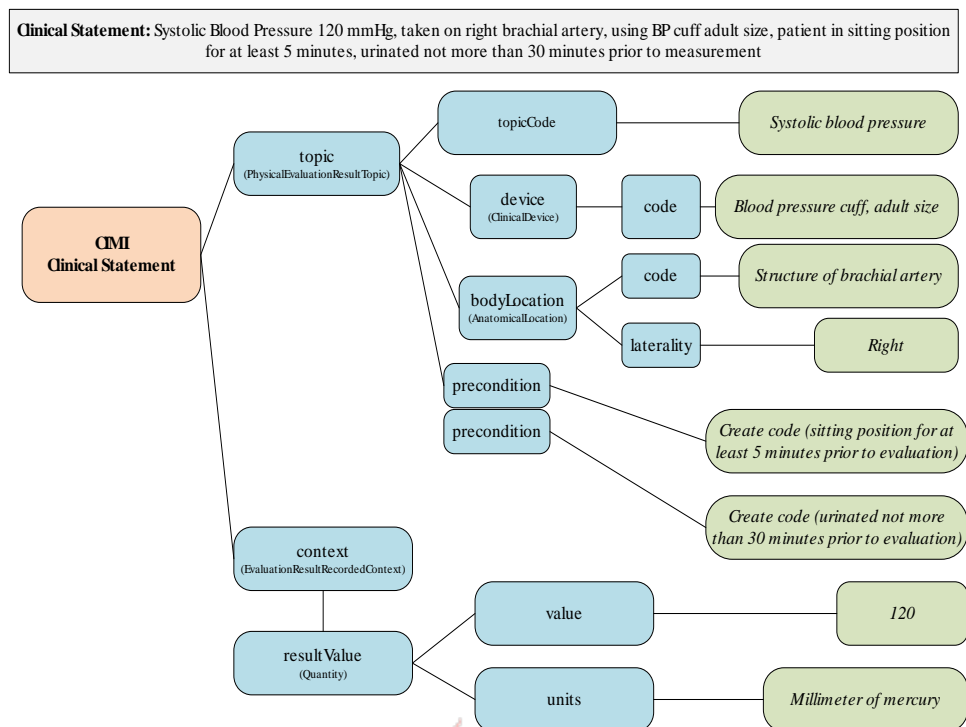 Clinical Statement: Systolic Blood Pressure 120 mmHg, taken on right brachial artery, using BP cuff adult size, patient in sitting position
for at least 5 minutes, urinated not more than 30 minutes prior to measurement
topicCode
Systolic blood pressure
topic
(PhysicalEvaluationResultTopic)
device
(ClinicalDevice)
code
Blood pressure cuff, adult size
CIMI
Clinical Statement
bodyLocation
(AnatomicalLocation)
code
Structure of brachial artery
laterality
Right
precondition
precondition
Create code (sitting position for at
least 5 minutes prior to evaluation)
Create code (urinated not more
than 30 minutes prior to evaluation)
context
(EvaluationResultRecordedContext)
value
120
resultValue
(Quantity)
units
Millimeter of mercury